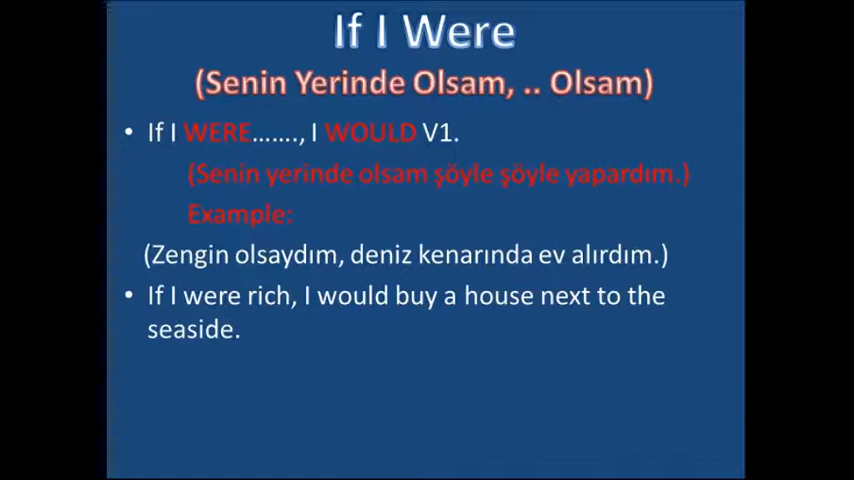 If I Were
(Senin Yerinde Olsam, .. Olsam)
• If I WERE......., I WOULD V1.
(Senin yerinde olsam şöyle şöyle yapardım.)
Example:
(Zengin olsaydım, deniz kenarında ev alırdım.)
• If I were rich, I would buy a house next to the
seaside.